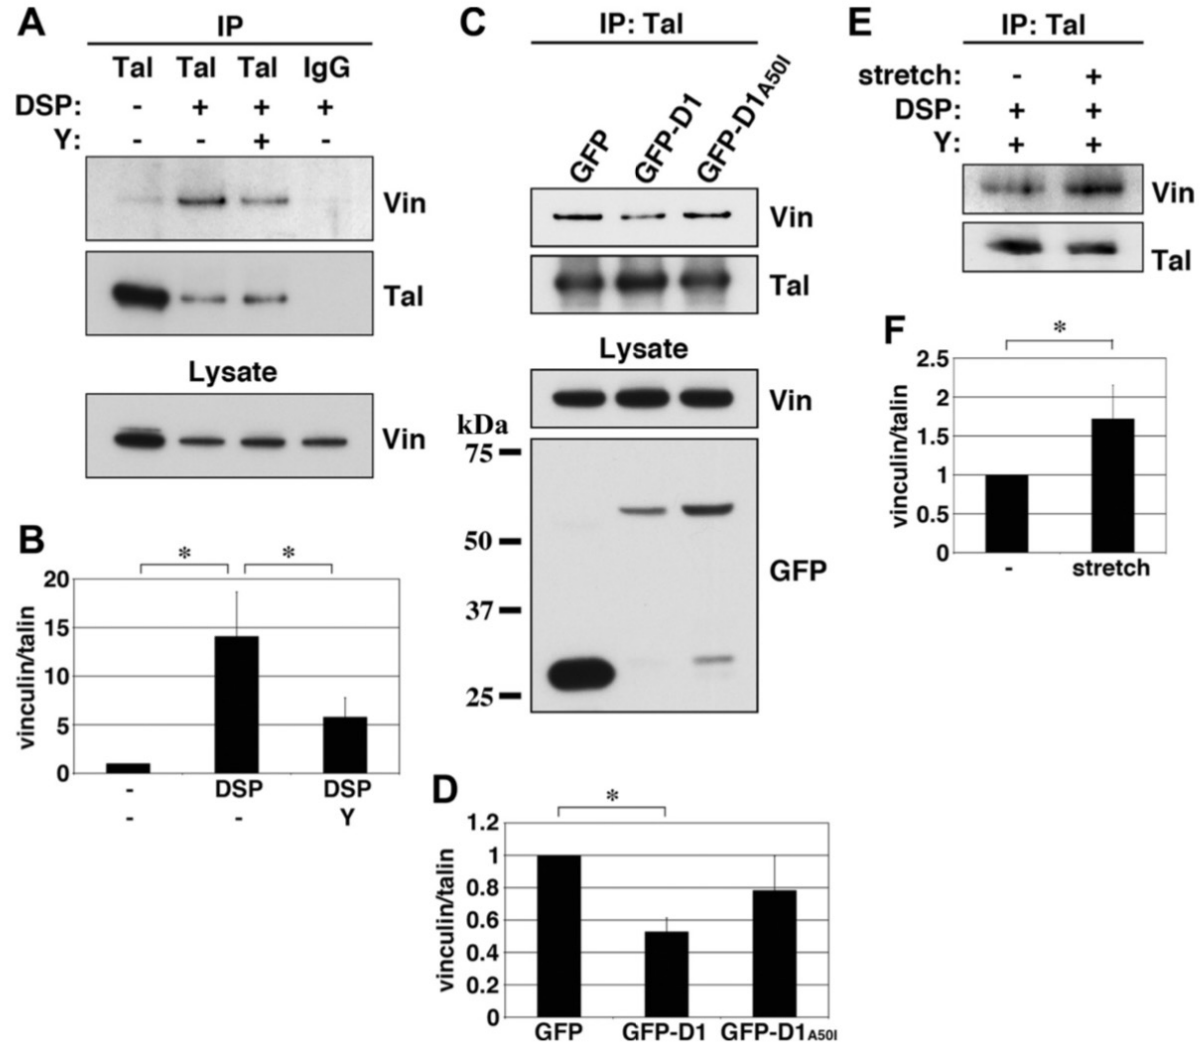 A
IP
Tal Tal Tal IgG
DSP: - + + +
Y: - - + -
Vin
Tal
Lysate
Vin
B
* *
vinculin/talin
20
15
10
5
0
- DSP DSP
- - Y
C
IP: Tal
GFP GFP-D1 GFP-D1A50I
Vin
Tal
Lysate
Vin
kDa
75
50
37
25
GFP
D
*
vinculin/talin
1.2
1
0.8
0.6
0.4
0.2
0
GFP GFP-D1 GFP-D1A50I
E
IP: Tal
stretch: - +
DSP: + +
Y: + +
Vin
Tal
F
*
vinculin/talin
2.5
2
1.5
1
0.5
0
- stretch